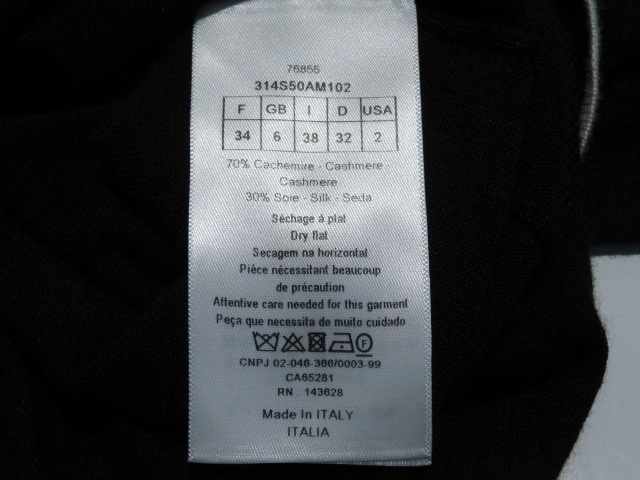 76855
314S50AM102
F GB I D USA
34 6 38 32 2
70% Cachemire - Cashmere -
Cashmere
30% Soie - Silk - Seda
Séchage à plat
Dry flat
Secagem na horizontal
Pièce nécessitant beaucoup
de précaution
Attentive care needed for this garment
Peça que necessita de muito cuidado
F
CNPJ 02-046-366/0003-99
CA65281
RN : 143628
Made In ITALY
ITALIA